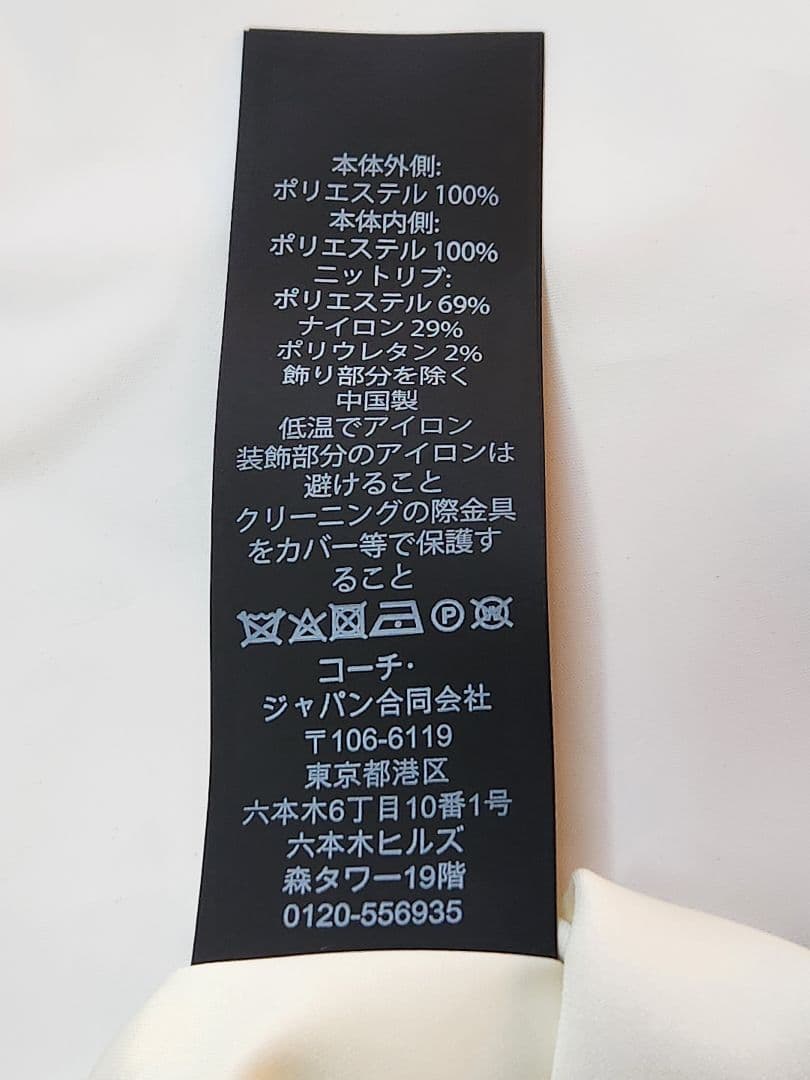 本体外側:
ポリエステル 100%
本体内側:
ポリエステル 100%
ニットリブ:
ポリエステル 69%
ナイロン 29%
ポリウレタン 2%
飾り部分を除く
中国製
低温でアイロン
装飾部分のアイロンは
避けること
クリーニングの際金具
をカバー等で保護す
ること
P W
コーチ・
ジャパン合同会社
〒106-6119
東京都港区
六本木6丁目10番1号
六本木ヒルズ
森タワー19階
0120-556935